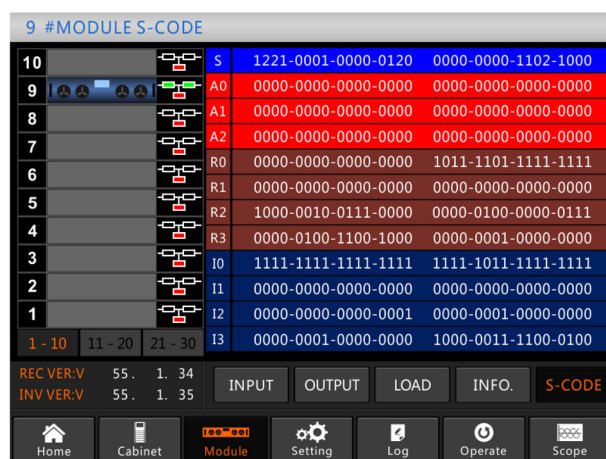 9 #MODULE S-CODE
10
9
8
7
6
5
4
3
2
1
S 1221-0001-0000-0120 0000-0000-1102-1000
A0 0000-0000-0000-0000 0000-0000-0000-0000
A1 0000-0000-0000-0000 0000-0000-0000-0000
A2 0000-0000-0000-0000 0000-0000-0000-0000
R0 0000-0000-0000-0000 1011-1101-1111-1111
R1 0000-0000-0000-0000 0000-0000-0000-0000
R2 1000-0010-0111-0000 0000-0100-0000-0111
R3 0000-0100-1100-1000 0000-0001-0000-0000
I0 1111-1111-1111-1111 1111-1011-1111-1111
I1 0000-0000-0000-0000 0000-0000-0000-0000
I2 0000-0000-0000-0001 0000-0001-0000-0000
I3 0000-0001-0000-0000 1000-0011-1100-0100
1 - 10 11 - 20 21 - 30
REC VER:V 55. 1. 34
INV VER:V 55. 1. 35
INPUT OUTPUT LOAD INFO. S-CODE
Home Cabinet Module Setting Log Operate Scope